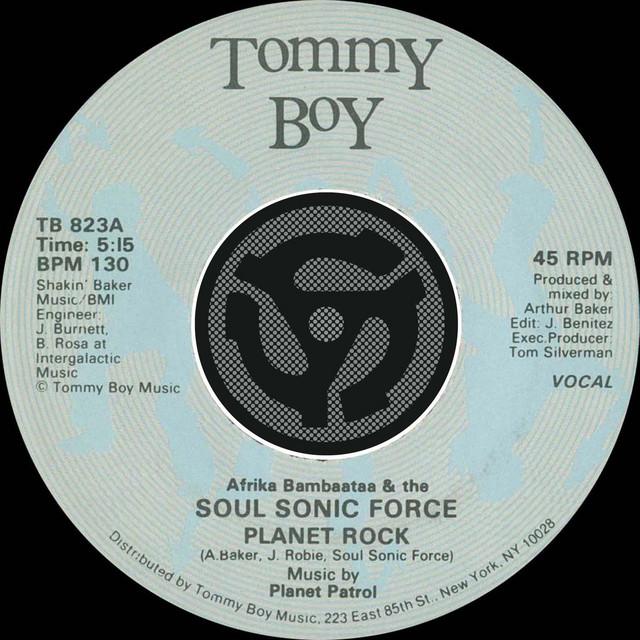 Tommy
Boy
TB 823A
Time: 5:15
BPM 130
Shakin' Baker
Music/BMI
Engineer:
J. Burnett,
B. Rosa at
Intergalactic
Music
© Tommy Boy Music
45 RPM
Produced &
mixed by:
Arthur Baker
Edit: J. Benitez
Exec.Producer:
Tom Silverman
VOCAL
Afrika Bambaataa & the
SOUL SONIC FORCE
PLANET ROCK
(A.Baker, J. Robie, Soul Sonic Force)
Music by
Planet Patrol
Distributed by Tommy Boy Music, 223 East 85th St., New York, NY 10028